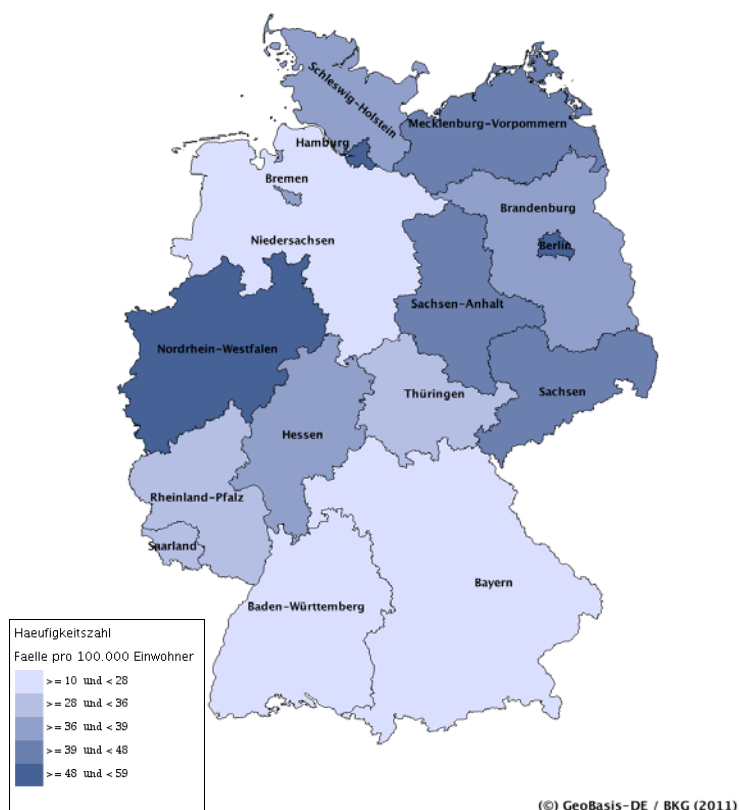 Schleswig-Holstein
Mecklenburg-Vorpommern
Hamburg
Bremen
Brandenburg
Niedersachsen
Berlin
Sachsen-Anhalt
Nordrhein-Westfalen
Thüringen
Sachsen
Hessen
Rheinland-Pfalz
Saarland
Bayern
Baden-Württemberg
Haeufigkeitszahl
Faelle pro 100.000 Einwohner
>= 10 und < 28
>= 28 und < 36
>= 36 und < 39
>= 39 und < 48
>= 48 und < 59
(©) GeoBasis-DE / BKG (2011)